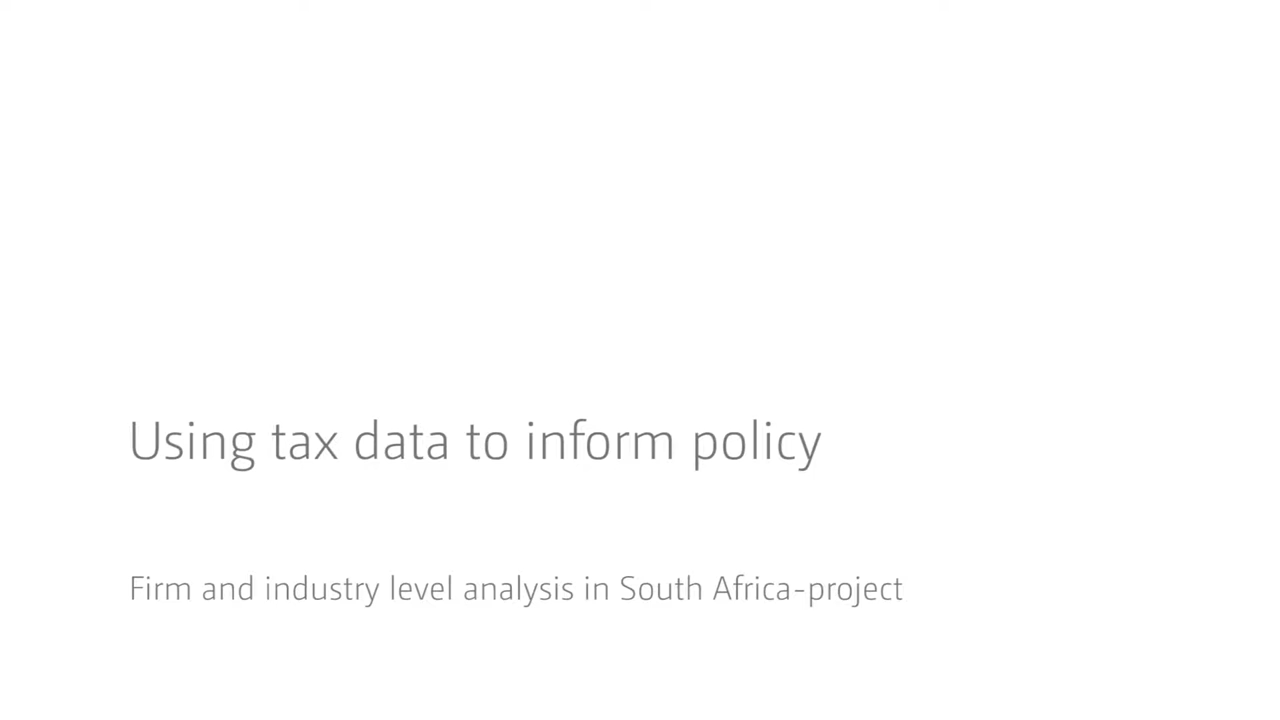 Using tax data to inform policy
Firm and industry level analysis in South Africa-project